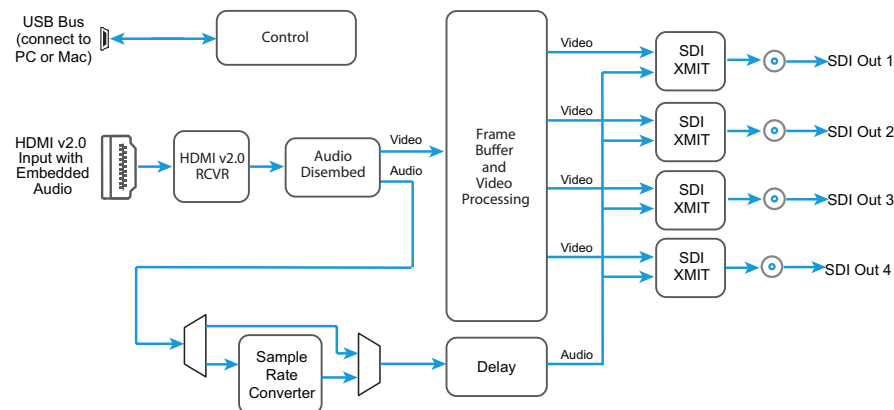 USB Bus
(connect to
PC or Mac)
Control
HDMI v2.0
Input with
Embedded
Audio
HDMI v2.0
RCVR
Audio
Disembed
Video
Audio
Frame
Buffer
and
Video
Processing
Video
SDI
XMIT
SDI Out 1
Video
SDI
XMIT
SDI Out 2
Video
SDI
XMIT
SDI Out 3
Video
SDI
XMIT
SDI Out 4
Sample
Rate
Converter
Delay
Audio